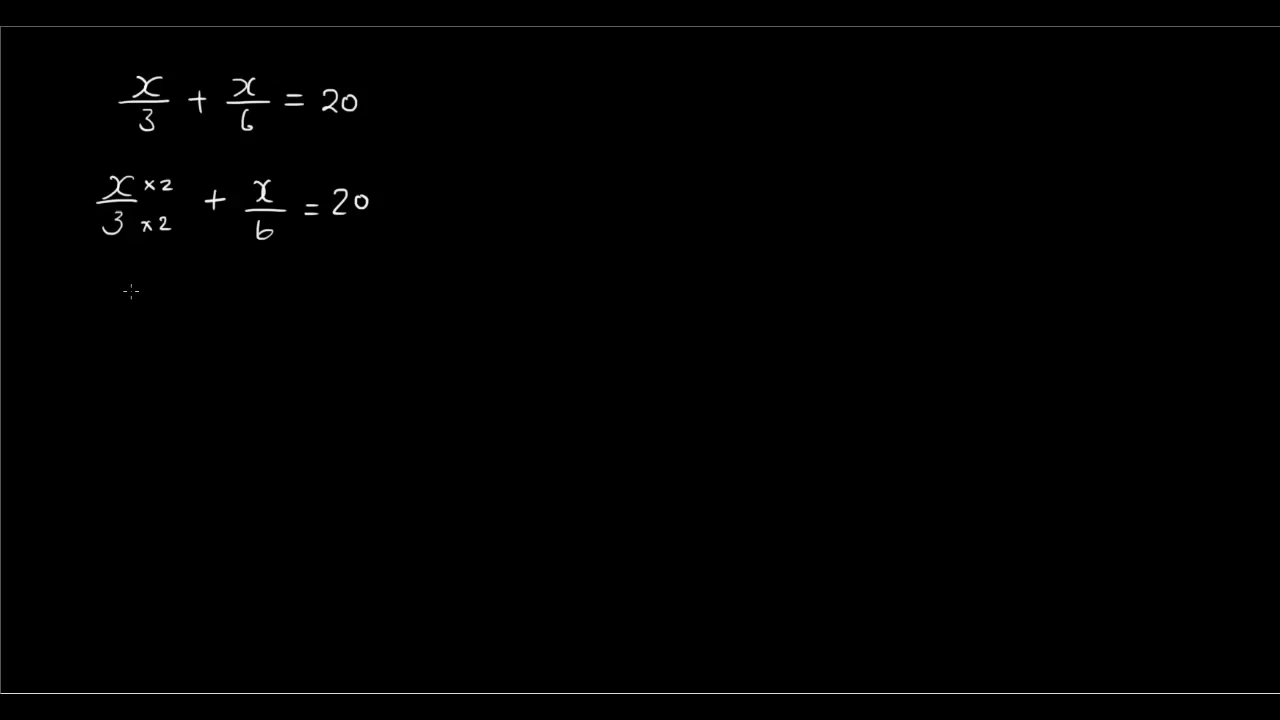 x/3 + x/6 = 20
x ×2/3 ×2 + x/6 = 20